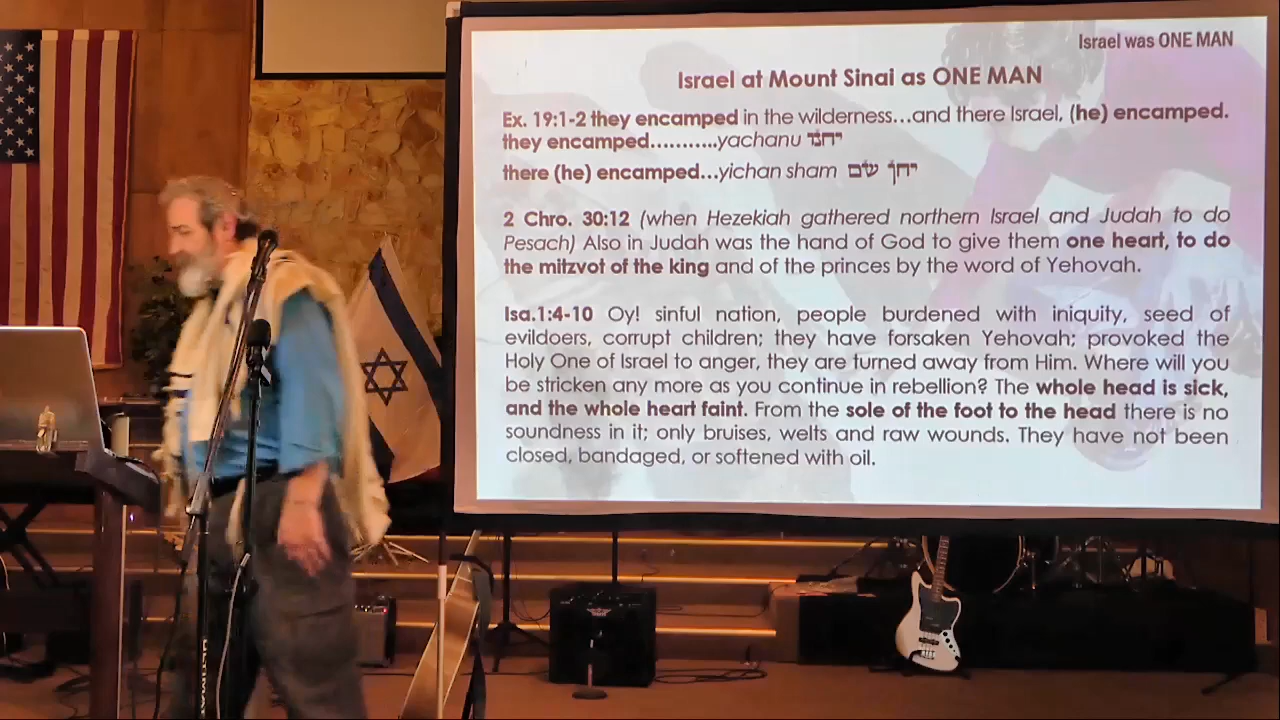 Israel was ONE MAN
Israel at Mount Sinai as ONE MAN
Ex. 19:1-2 they encamped in the wilderness...and there Israel, (he) encamped.
they encamped...........yachanu יחנו
there (he) encamped...yichan sham יחן שם
2 Chro. 30:12 (when Hezekiah gathered northern Israel and Judah to do
Pesach) Also in Judah was the hand of God to give them one heart, to do
the mitzvot of the king and of the princes by the word of Yehovah.
Isa.1:4-10 Oy! sinful nation, people burdened with iniquity, seed of
evildoers, corrupt children; they have forsaken Yehovah; provoked the
Holy One of Israel to anger, they are turned away from Him. Where will you
be stricken any more as you continue in rebellion? The whole head is sick,
and the whole heart faint. From the sole of the foot to the head there is no
soundness in it; only bruises, welts and raw wounds. They have not been
closed, bandaged, or softened with oil.